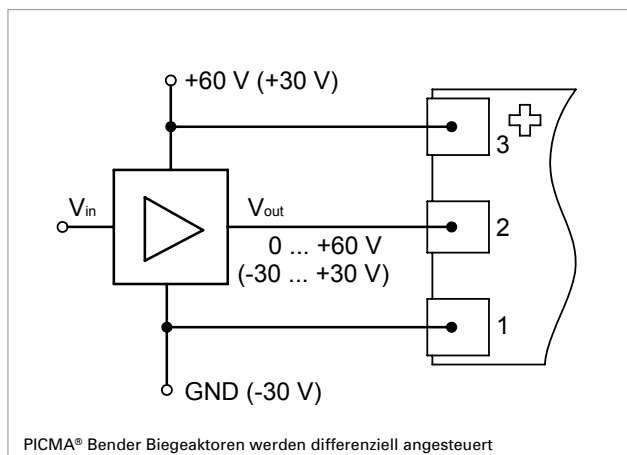 +60 V (+30 V)
3
Vin
Vout
2
0 ... +60 V
(-30 ... +30 V)
1
GND (-30 V)
PICMA® Bender Biegeaktoren werden differenziell angesteuert